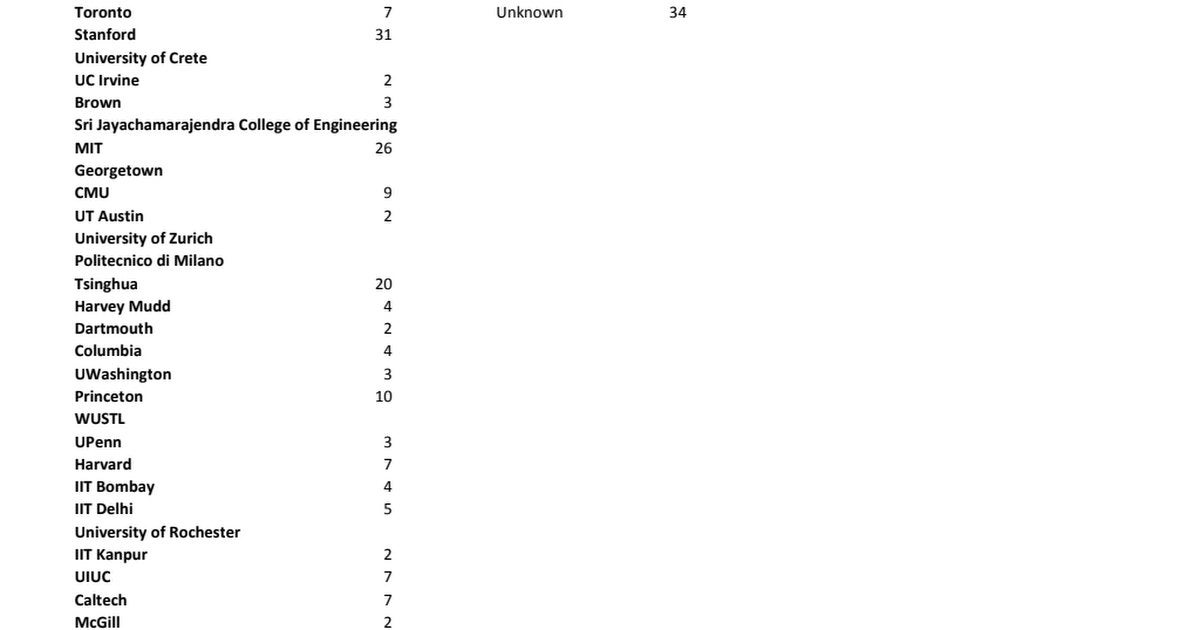 Toronto 7 Unknown 34
Stanford 31
University of Crete
UC Irvine 2
Brown 3
Sri Jayachamarajendra College of Engineering
MIT 26
Georgetown
CMU 9
UT Austin 2
University of Zurich
Politecnico di Milano
Tsinghua 20
Harvey Mudd 4
Dartmouth 2
Columbia 4
UWashington 3
Princeton 10
WUSTL
UPenn 3
Harvard 7
IIT Bombay 4
IIT Delhi 5
University of Rochester
IIT Kanpur 2
UIUC 7
Caltech 7
McGill 2